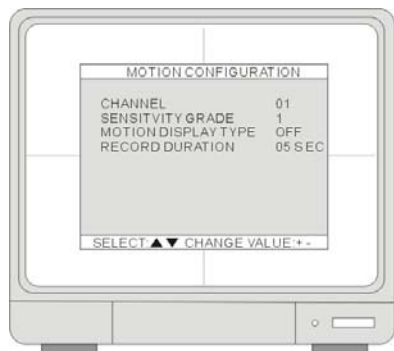 MOTION CONFIGURATION
CHANNEL 01
SENSITVITY GRADE 1
MOTION DISPLAY TYPE OFF
RECORD DURATION 05 SEC
SELECT:▲▼ CHANGE VALUE:+ -